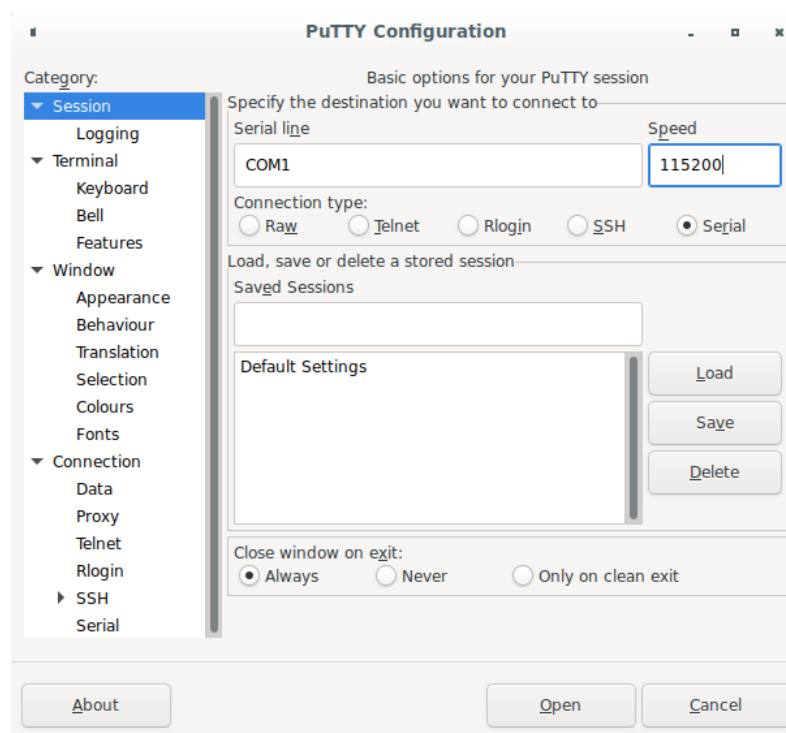 PuTTY Configuration
Category:
Session
Logging
Terminal
Keyboard
Bell
Features
Window
Appearance
Behaviour
Translation
Selection
Colours
Fonts
Connection
Data
Proxy
Telnet
Rlogin
SSH
Serial
Basic options for your PuTTY session
Specify the destination you want to connect to
Serial line Speed
COM1 115200
Connection type:
Raw Telnet Rlogin SSH Serial
Load, save or delete a stored session
Saved Sessions
Default Settings
Load
Save
Delete
Close window on exit:
Always Never Only on clean exit
About Open Cancel